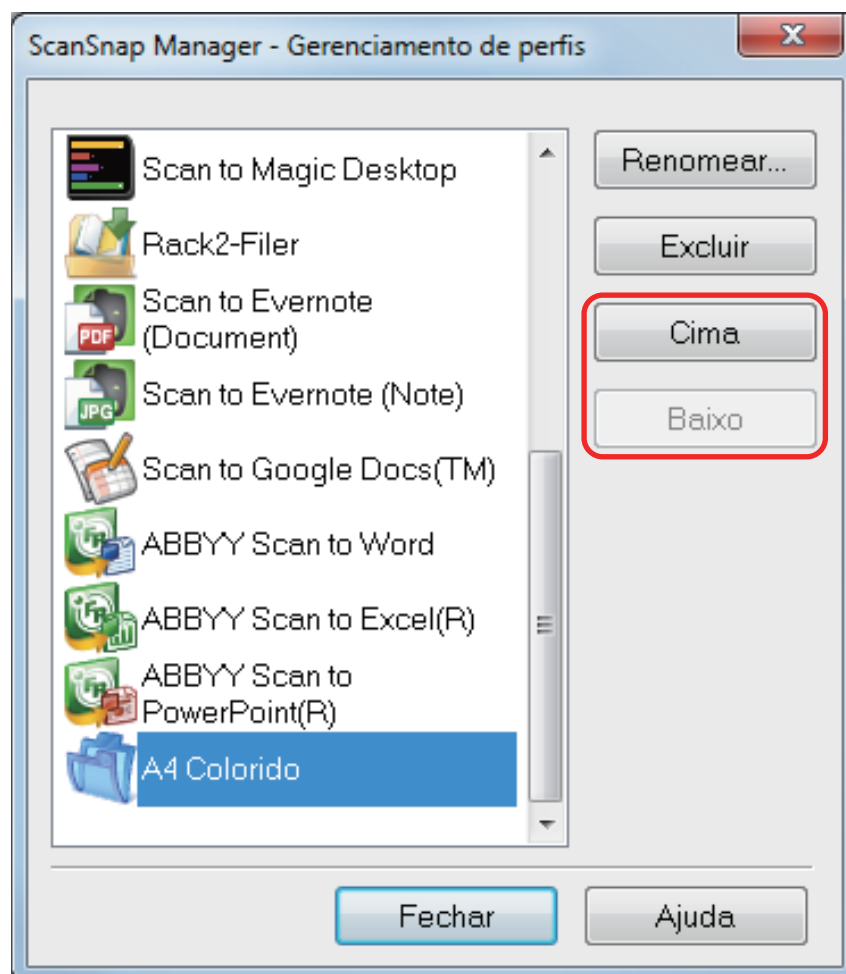 ScanSnap Manager - Gerenciamento de perfis
Scan to Magic Desktop
Rack2-Filer
PDF
Scan to Evernote
(Document)
JPG
Scan to Evernote (Note)
Scan to Google Docs(TM)
ABBYY Scan to Word
ABBYY Scan to Excel(R)
ABBYY Scan to
PowerPoint(R)
A4 Colorido
Renomear...
Excluir
Cima
Baixo
Fechar
Ajuda